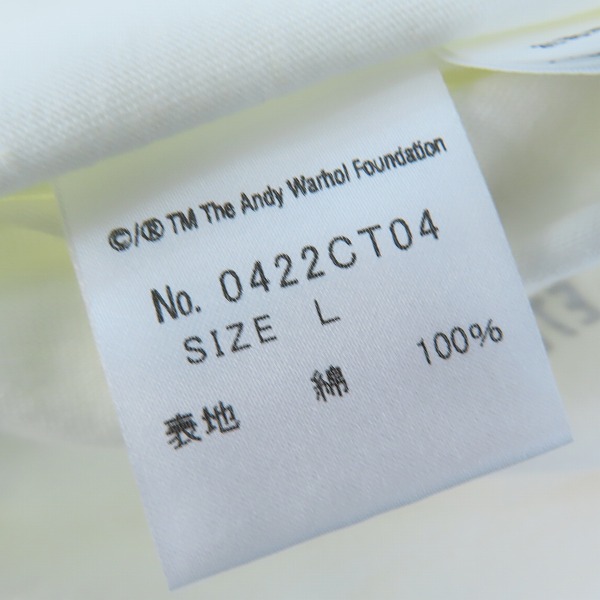 ©/® TM The Andy Warhol Foundation
No. 0422CT04
SIZE L
表地 綿 100%